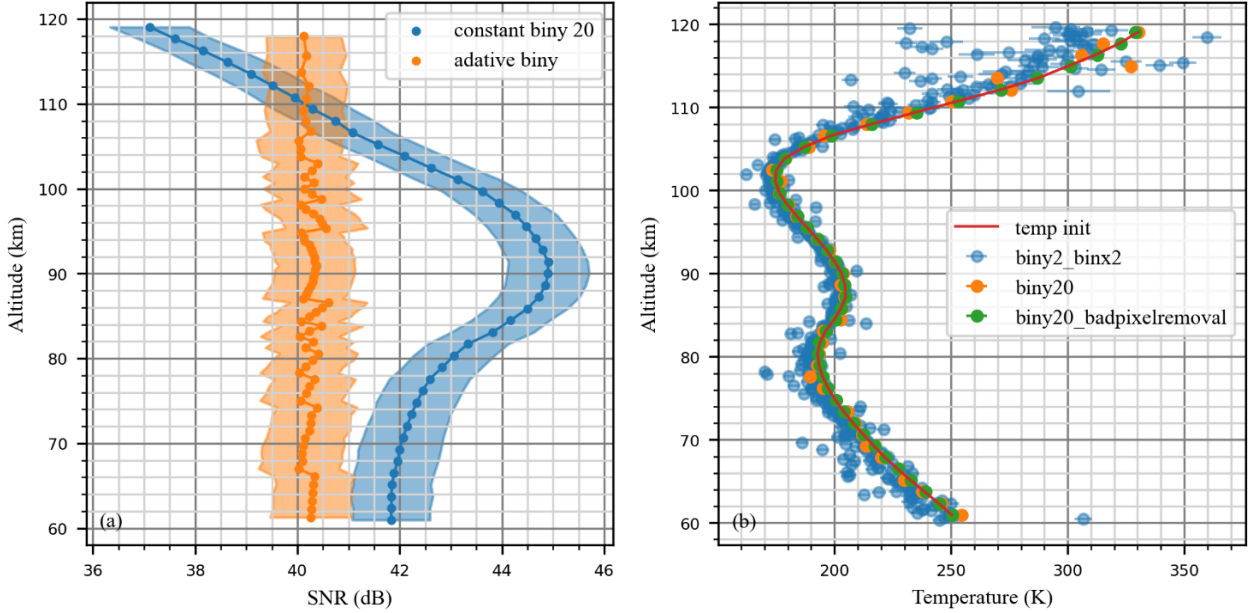 120
110
100
90
80
70
60
Altitude (km)
constant biny 20
adative biny
(a)
36
38
40
42
44
46
SNR (dB)
120
110
100
90
80
70
60
Altitude (km)
temp init
biny2_binx2
biny20
biny20_badpixelremoval
(b)
200
250
300
350
Temperature (K)